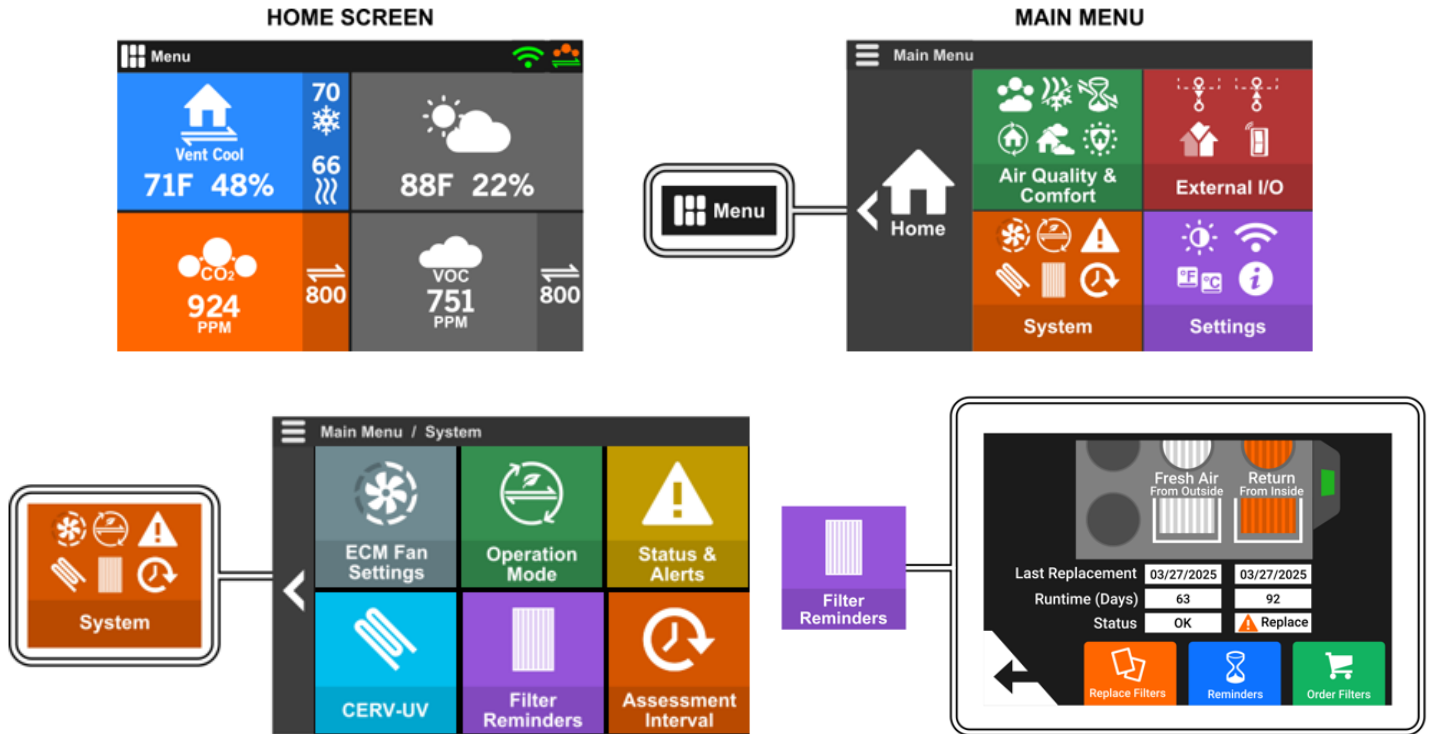 HOME SCREEN
Menu
70
Vent Cool
66
71F 48%
88F 22%
CO2
924
PPM
800
VOC
751
PPM
800
MAIN MENU
Main Menu
Menu
Home
Air Quality &
Comfort
External I/O
System
°F °C
i
Settings
Main Menu / System
System
ECM Fan
Settings
Operation
Mode
Status &
Alerts
CERV-UV
Filter
Reminders
Assessment
Interval
Filter
Reminders
Fresh Air
From Outside
Return
From Inside
Last Replacement 03/27/2025 03/27/2025
Runtime (Days) 63 92
Status OK Replace
Replace Filters
Reminders
Order Filters